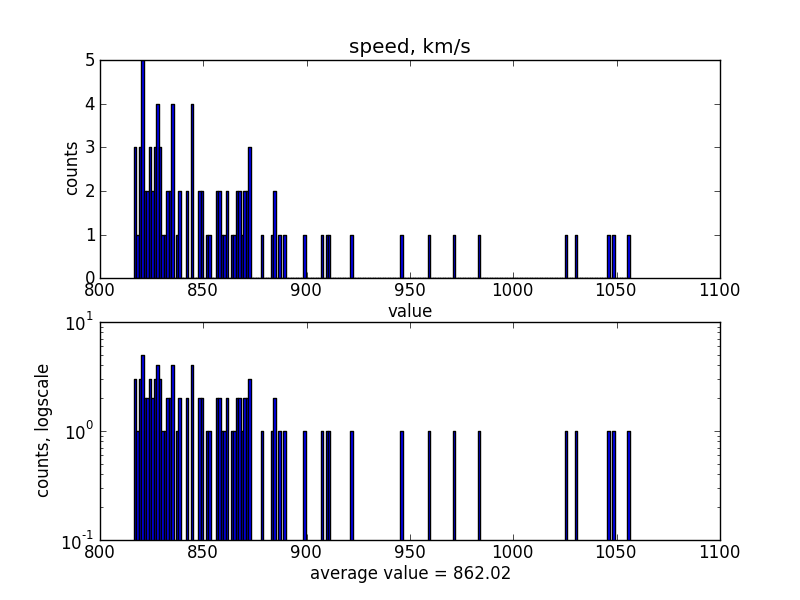 speed, km/s
5
4
3
2
1
0
counts
800 850 900 950 1000 1050 1100
value
10^1
10^0
10^-1
counts, logscale
800 850 900 950 1000 1050 1100
average value = 862.02